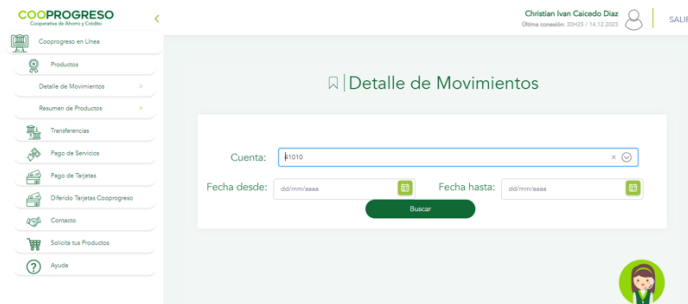 COOPROGRESO
Cooperativa de Ahorro y Crédito
Christian Ivan Caicedo Diaz
Última conexión: 20H25 / 14.12.2023
SALIR
Cooprogreso en Línea
Productos
Detalle de Movimientos
Resumen de Productos
Transferencias
Pago de Servicios
Pago de Tarjetas
Diferido Tarjetas Cooprogreso
Contacto
Solicita tus Productos
Ayuda
Detalle de Movimientos
Cuenta:
41010
Fecha desde:
dd/mm/aaaa
Fecha hasta:
dd/mm/aaaa
Buscar